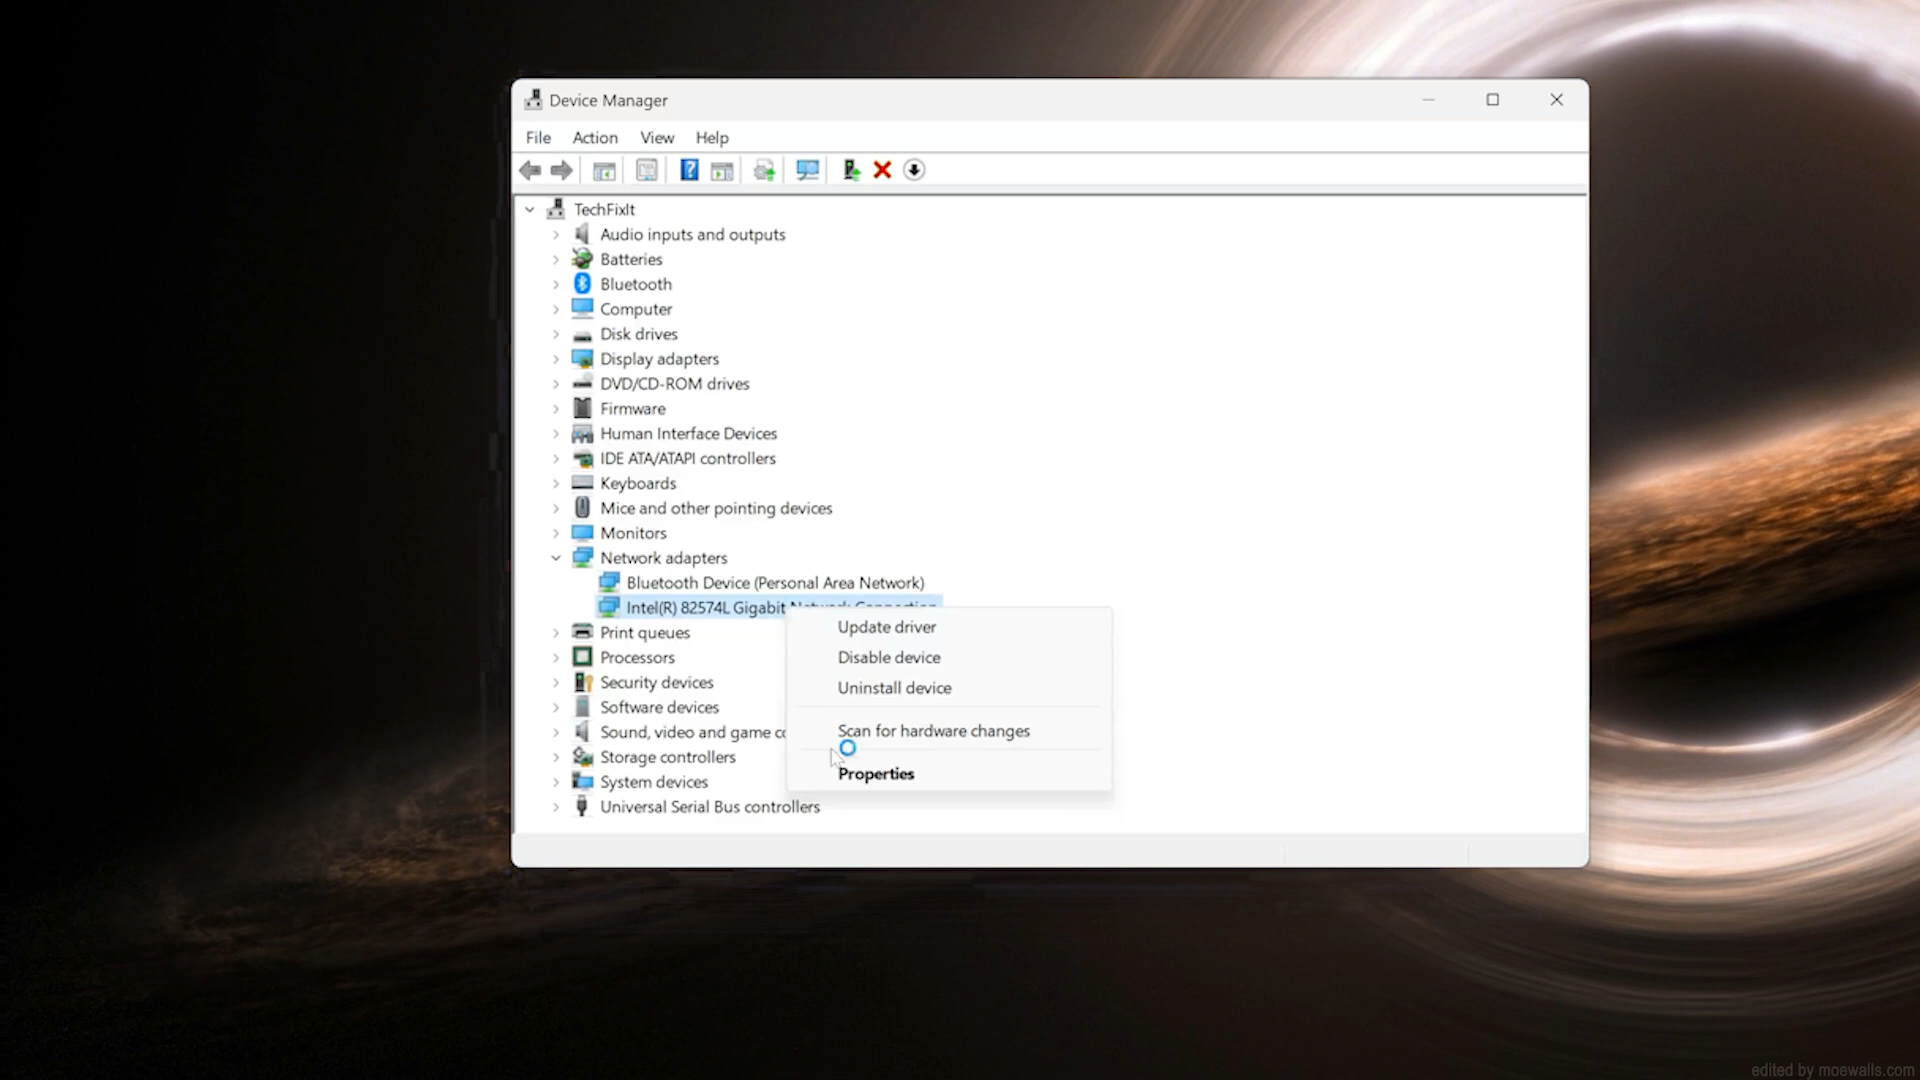 Device Manager
File Action View Help
TechFixIt
Audio inputs and outputs
Batteries
Bluetooth
Computer
Disk drives
Display adapters
DVD/CD-ROM drives
Firmware
Human Interface Devices
IDE ATA/ATAPI controllers
Keyboards
Mice and other pointing devices
Monitors
Network adapters
Bluetooth Device (Personal Area Network)
Intel(R) 82574L Gigabit Network Connection
Update driver
Print queues
Processors
Disable device
Security devices
Uninstall device
Software devices
Sound, video and game
Scan for hardware changes
Storage controllers
Properties
System devices
Universal Serial Bus controllers
edited by moewalls.com